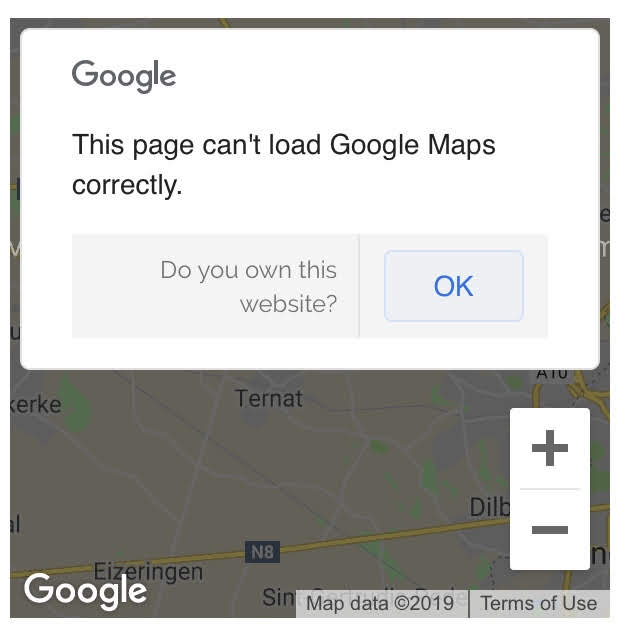 Google
This page can't load Google Maps
correctly.
Do you own this
website?
OK
A10
kerke
Ternat
Dilb
al
N8
Eizeringen
Google
Map data ©2019
Terms of Use